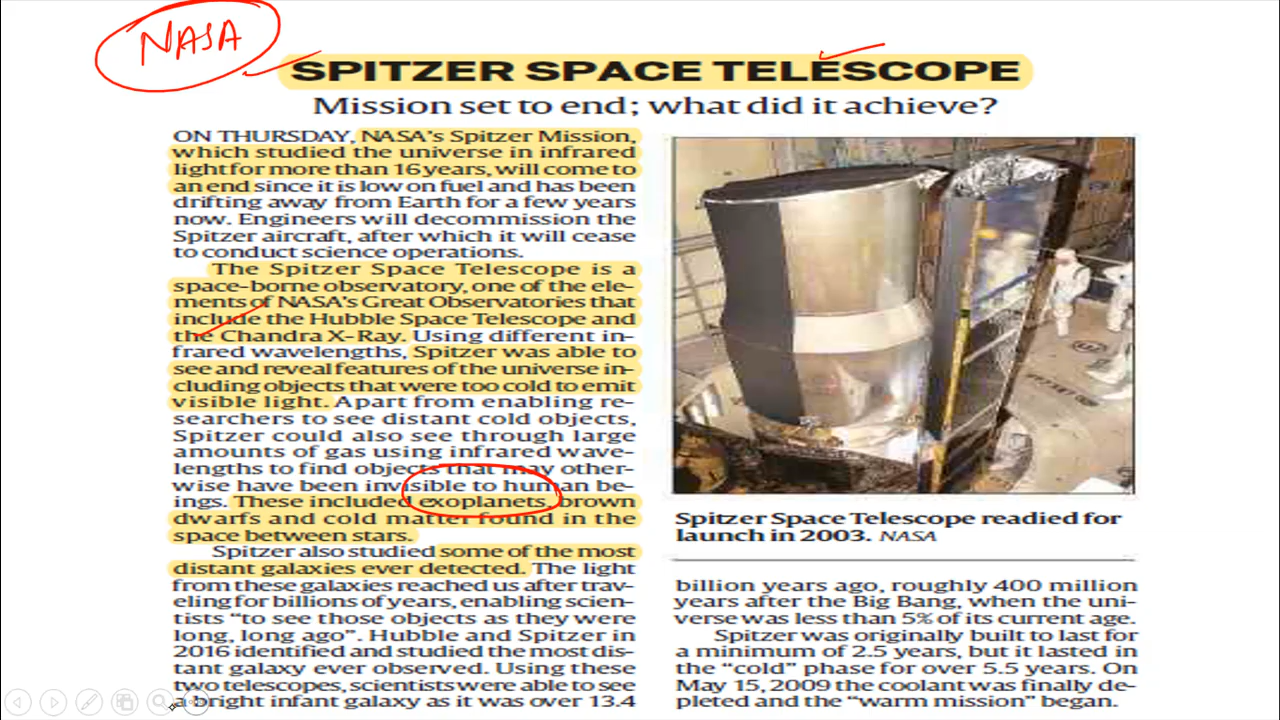 NASA
SPITZER SPACE TELESCOPE
Mission set to end; what did it achieve?
ON THURSDAY, NASA's Spitzer Mission,
which studied the universe in infrared
light for more than 16 years, will come to
an end since it is low on fuel and has been
drifting away from Earth for a few years
now. Engineers will decommission the
Spitzer aircraft, after which it will cease
to conduct science operations.
The Spitzer Space Telescope is a
space-borne observatory, one of the ele-
ments of NASA's Great Observatories that
include the Hubble Space Telescope and
the Chandra X-Ray. Using different in-
frared wavelengths, Spitzer was able to
see and reveal features of the universe in-
cluding objects that were too cold to emit
visible light. Apart from enabling re-
searchers to see distant cold objects,
Spitzer could also see through large
amounts of gas using infrared wave-
lengths to find objects that may other-
wise have been invisible to human be-
ings. These included exoplanets, brown
dwarfs and cold matter found in the
space between stars.
Spitzer also studied some of the most
distant galaxies ever detected. The light
from these galaxies reached us after trav-
eling for billions of years, enabling scien-
tists "to see those objects as they were
long, long ago". Hubble and Spitzer in
2016 identified and studied the most dis-
tant galaxy ever observed. Using these
two telescopes, scientists were able to see
a bright infant galaxy as it was over 13.4
Spitzer Space Telescope readied for
launch in 2003. NASA
billion years ago, roughly 400 million
years after the Big Bang, when the uni-
verse was less than 5% of its current age.
Spitzer was originally built to last for
a minimum of 2.5 years, but it lasted in
the "cold" phase for over 5.5 years. On
May 15, 2009 the coolant was finally de-
pleted and the "warm mission" began.